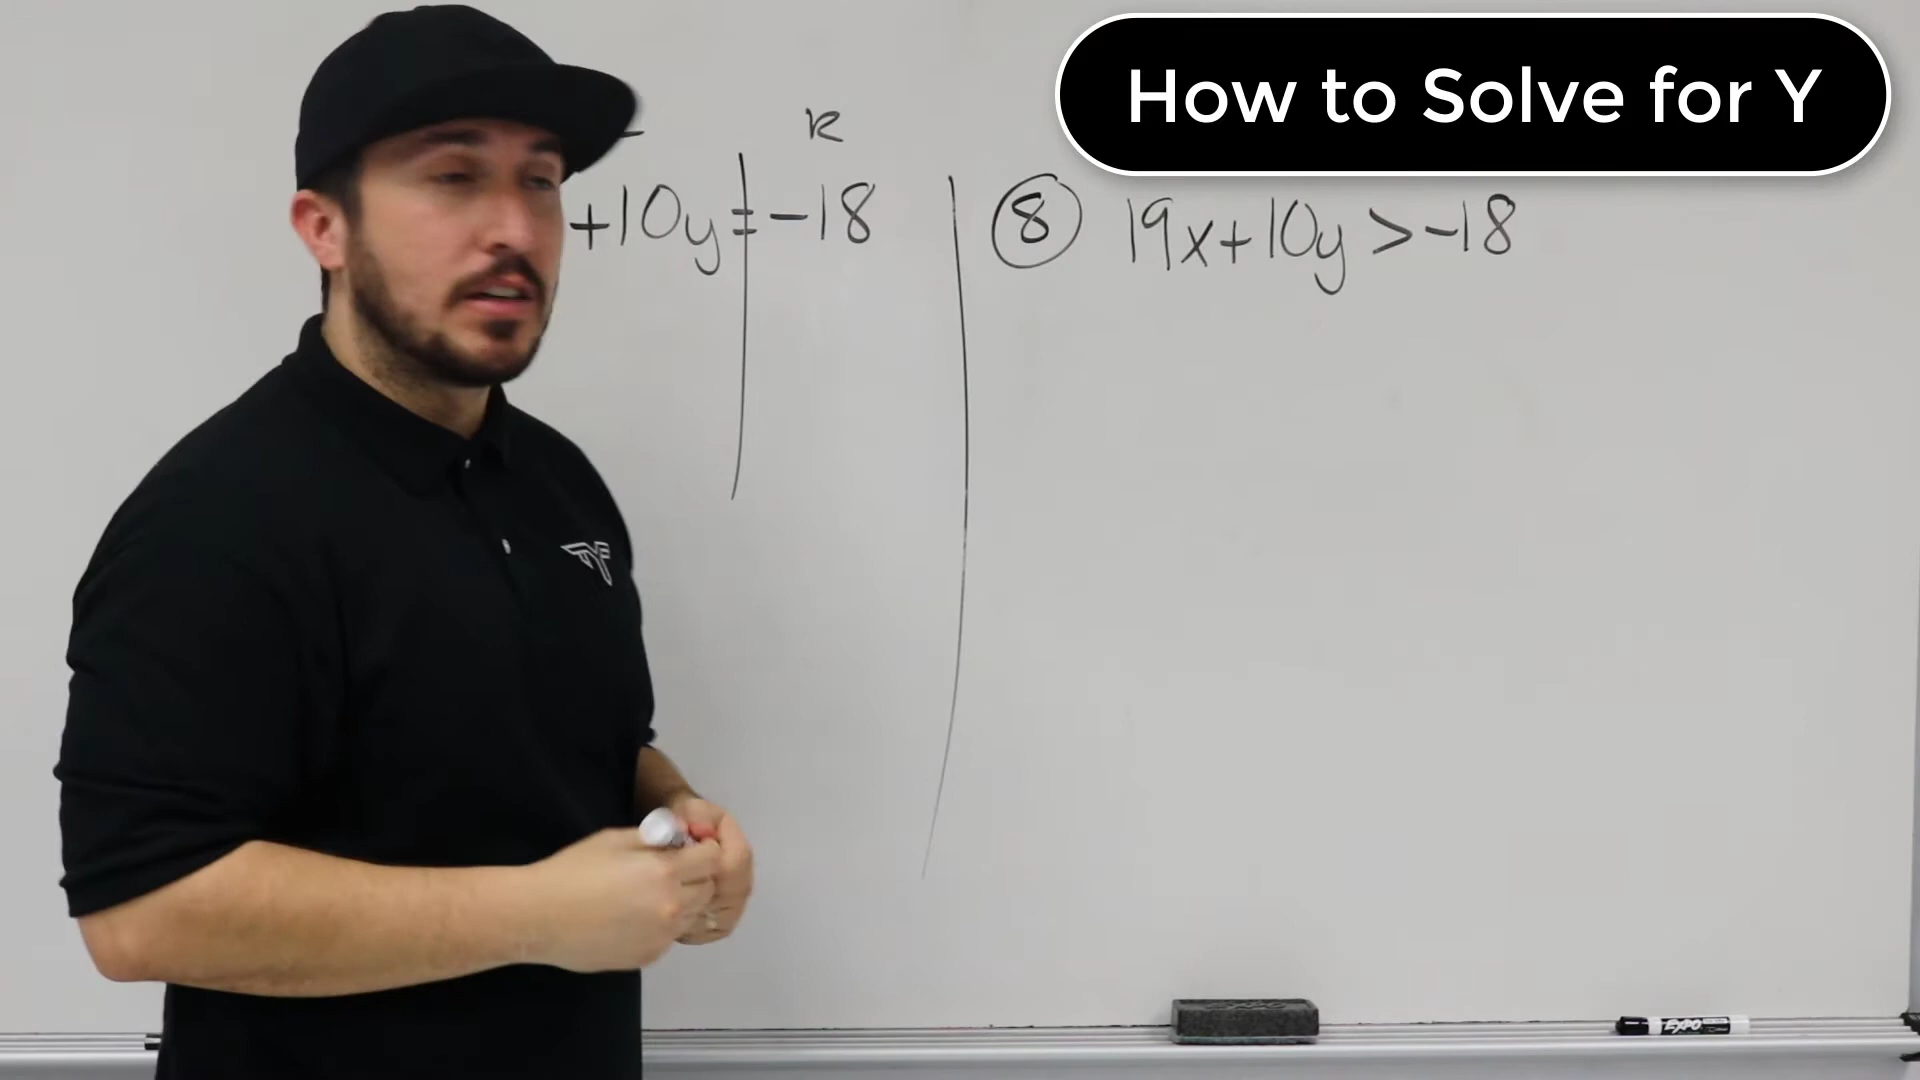 How to Solve for Y
R
+10y = -18
8 19x+10y > -18
EXPO